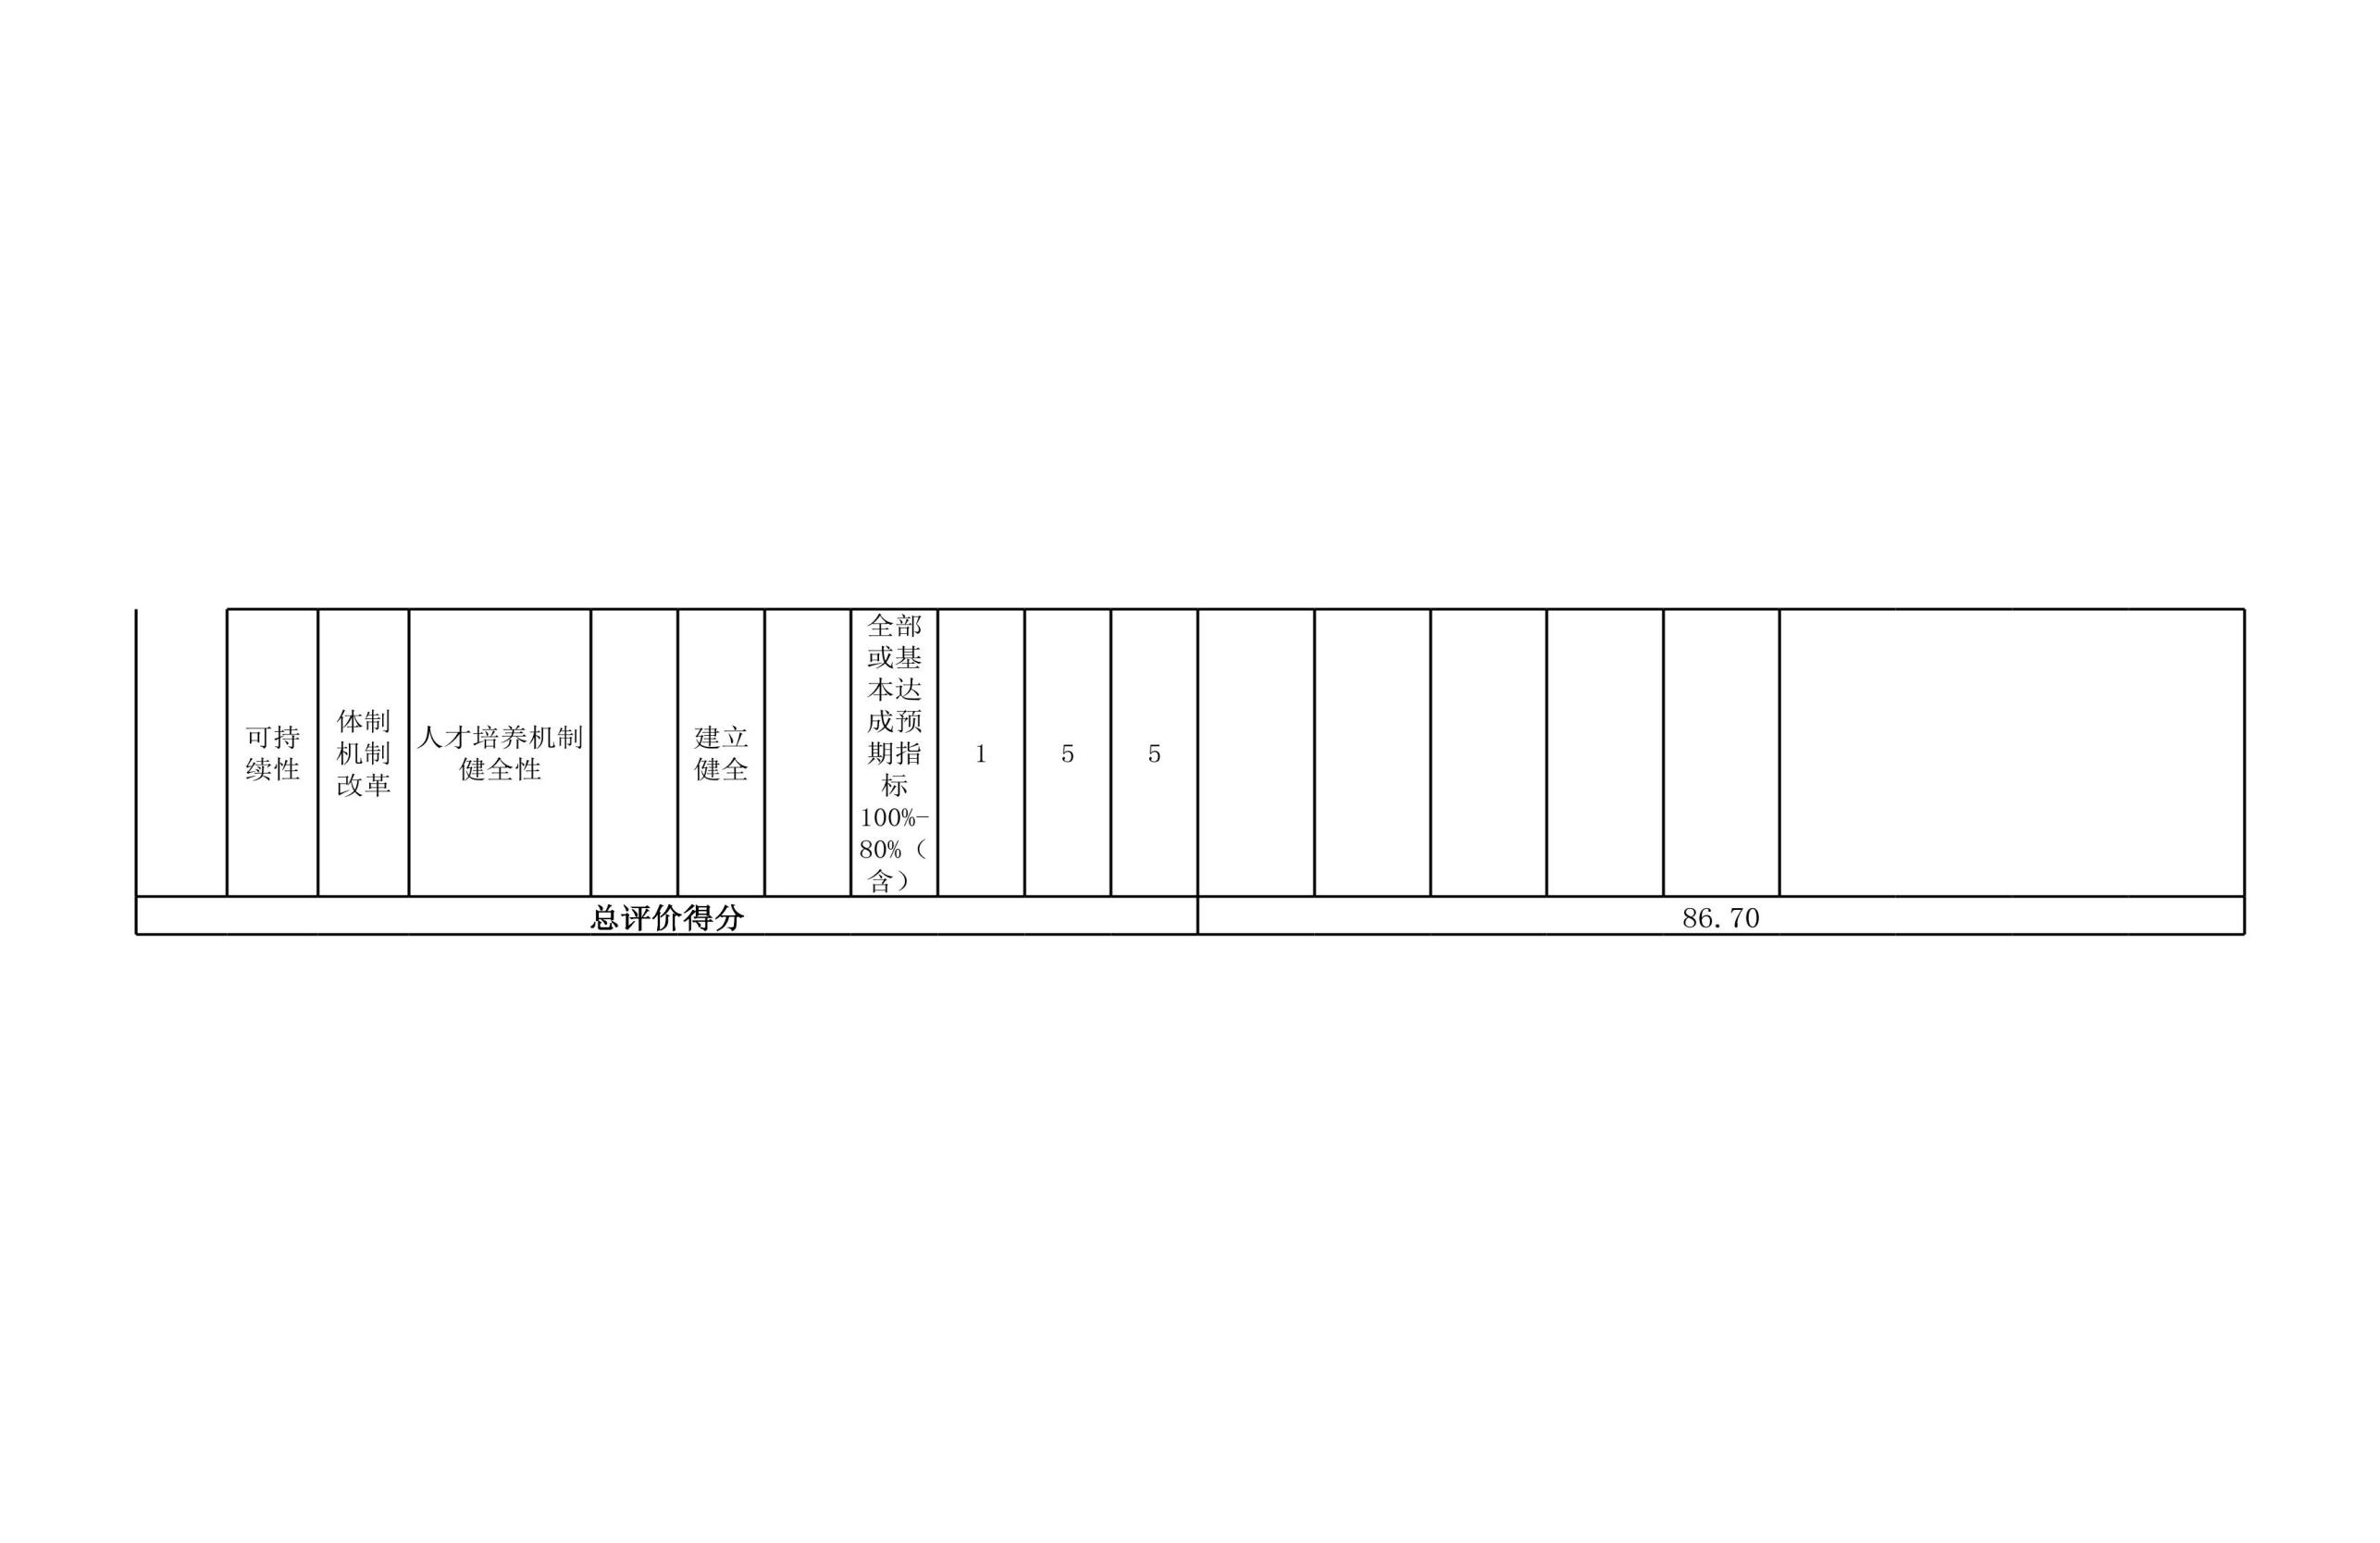 可持
续性
体制
机制
改革
人才培养机制
健全性
建立
健全
全部
或基
本达
成预
期指
标
100%-
80%（
含）
1
5
5
总评价得分
86.70